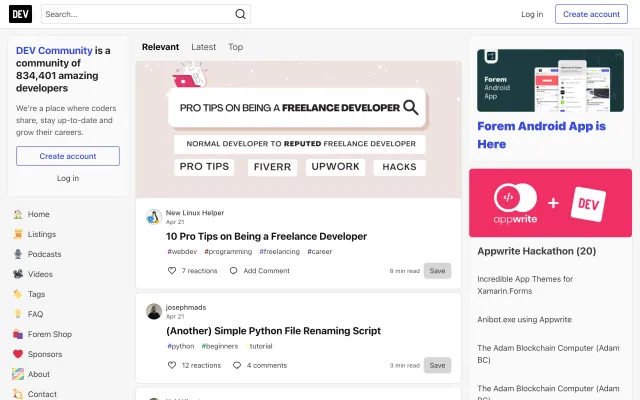 DEV
Search...
Log in
Create account
DEV Community is a
community of
834,401 amazing
developers
We're a place where coders
share, stay up-to-date and
grow their careers.
Create account
Log in
Home
Listings
Podcasts
Videos
Tags
FAQ
Forem Shop
Sponsors
About
Contact
Relevant
Latest
Top
PRO TIPS ON BEING A FREELANCE DEVELOPER
NORMAL DEVELOPER TO REPUTED FREELANCE DEVELOPER
PRO TIPS
FIVERR
UPWORK
HACKS
New Linux Helper
Apr 21
10 Pro Tips on Being a Freelance Developer
#webdev #programming #freelancing #career
7 reactions
Add Comment
6 min read
Save
josephmads
Apr 21
(Another) Simple Python File Renaming Script
#python #beginners tutorial
12 reactions
4 comments
3 min read
Save
Forem
Android
App
Forem Android App is
Here
appwrite
+
DEV
Appwrite Hackathon (20)
Incredible App Themes for
Xamarin.Forms
Anibot.exe using Appwrite
The Adam Blockchain Computer (Adam
BC)
The Adam Blockchain Computer (Adam